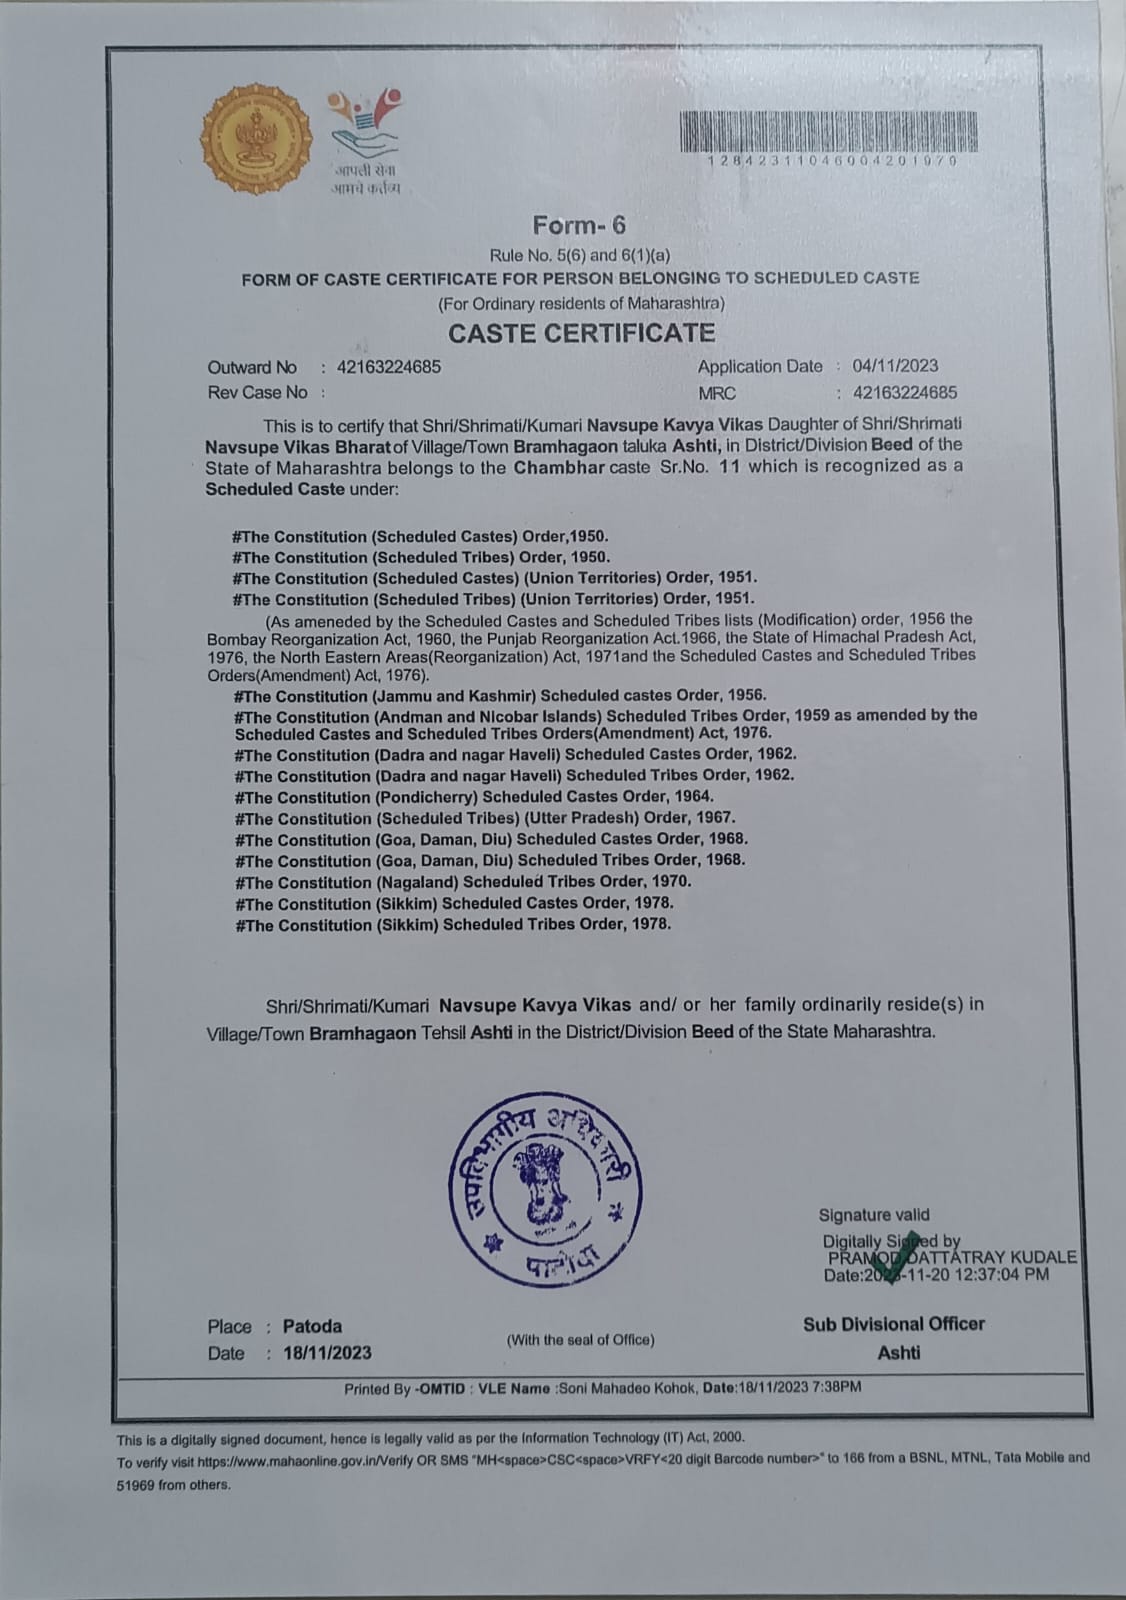 आपली सेवा
आमचे कर्तव्य
12842311046004201970
Form- 6
Rule No. 5(6) and 6(1)(a)
FORM OF CASTE CERTIFICATE FOR PERSON BELONGING TO SCHEDULED CASTE
(For Ordinary residents of Maharashtra)
CASTE CERTIFICATE
Outward No : 42163224685 Application Date : 04/11/2023
Rev Case No : MRC : 42163224685
This is to certify that Shri/Shrimati/Kumari Navsupe Kavya Vikas Daughter of Shri/Shrimati
Navsupe Vikas Bharat of Village/Town Bramhagaon taluka Ashti, in District/Division Beed of the
State of Maharashtra belongs to the Chambhar caste Sr.No. 11 which is recognized as a
Scheduled Caste under:
#The Constitution (Scheduled Castes) Order,1950.
#The Constitution (Scheduled Tribes) Order, 1950.
#The Constitution (Scheduled Castes) (Union Territories) Order, 1951.
#The Constitution (Scheduled Tribes) (Union Territories) Order, 1951.
(As ameneded by the Scheduled Castes and Scheduled Tribes lists (Modification) order, 1956 the
Bombay Reorganization Act, 1960, the Punjab Reorganization Act.1966, the State of Himachal Pradesh Act,
1976, the North Eastern Areas(Reorganization) Act, 1971and the Scheduled Castes and Scheduled Tribes
Orders(Amendment) Act, 1976).
#The Constitution (Jammu and Kashmir) Scheduled castes Order, 1956.
#The Constitution (Andman and NIcobar Islands) Scheduled Tribes Order, 1959 as amended by the
Scheduled Castes and Scheduled Tribes Orders(Amendment) Act, 1976.
#The Constitution (Dadra and nagar Haveli) Scheduled Castes Order, 1962.
#The Constitution (Dadra and nagar Haveli) Scheduled Tribes Order, 1962.
#The Constitution (Pondicherry) Scheduled Castes Order, 1964.
#The Constitution (Scheduled Tribes) (Utter Pradesh) Order, 1967.
#The Constitution (Goa, Daman, Diu) Scheduled Castes Order, 1968.
#The Constitution (Goa, Daman, Diu) Scheduled Tribes Order, 1968.
#The Constitution (Nagaland) Scheduled Tribes Order, 1970.
#The Constitution (Sikkim) Scheduled Castes Order, 1978.
#The Constitution (Sikkim) Scheduled Tribes Order, 1978.
Shri/Shrimati/Kumari Navsupe Kavya Vikas and/ or her family ordinarily reside(s) in
Village/Town Bramhagaon Tehsil Ashti in the District/Division Beed of the State Maharashtra.
उपविभागीय अधिकारी
पाटोदा
Signature valid
Digitally Signed by
PRAMOD DATTATRAY KUDALE
Date:2023-11-20 12:37:04 PM
Place : Patoda
Date : 18/11/2023
(With the seal of Office)
Sub Divisional Officer
Ashti
Printed By -OMTID : VLE Name :Soni Mahadeo Kohok, Date:18/11/2023 7:38PM
This is a digitally signed document, hence is legally valid as per the Information Technology (IT) Act, 2000.
To verify visit https://www.mahaonline.gov.in/Verify OR SMS "MH<space>CSC<space>VRFY<20 digit Barcode number>" to 166 from a BSNL, MTNL, Tata Mobile and
51969 from others.